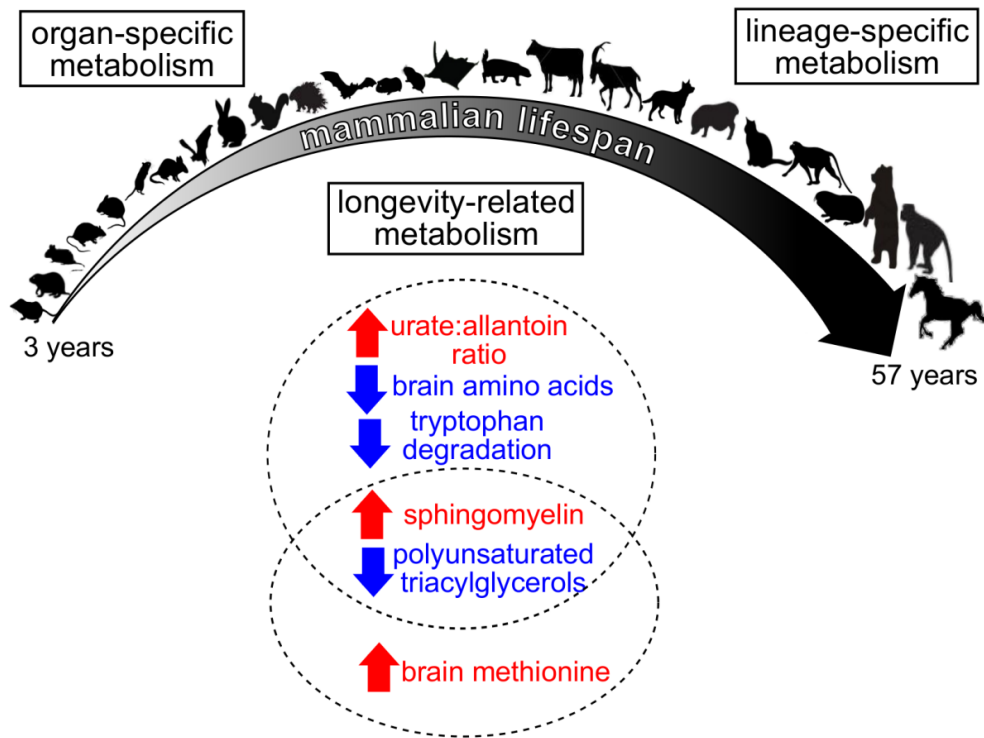 organ-specific
metabolism
lineage-specific
metabolism
mammalian lifespan
longevity-related
metabolism
3 years
57 years
urate:allantoin
ratio
brain amino acids
tryptophan
degradation
sphingomyelin
polyunsaturated
triacylglycerols
brain methionine